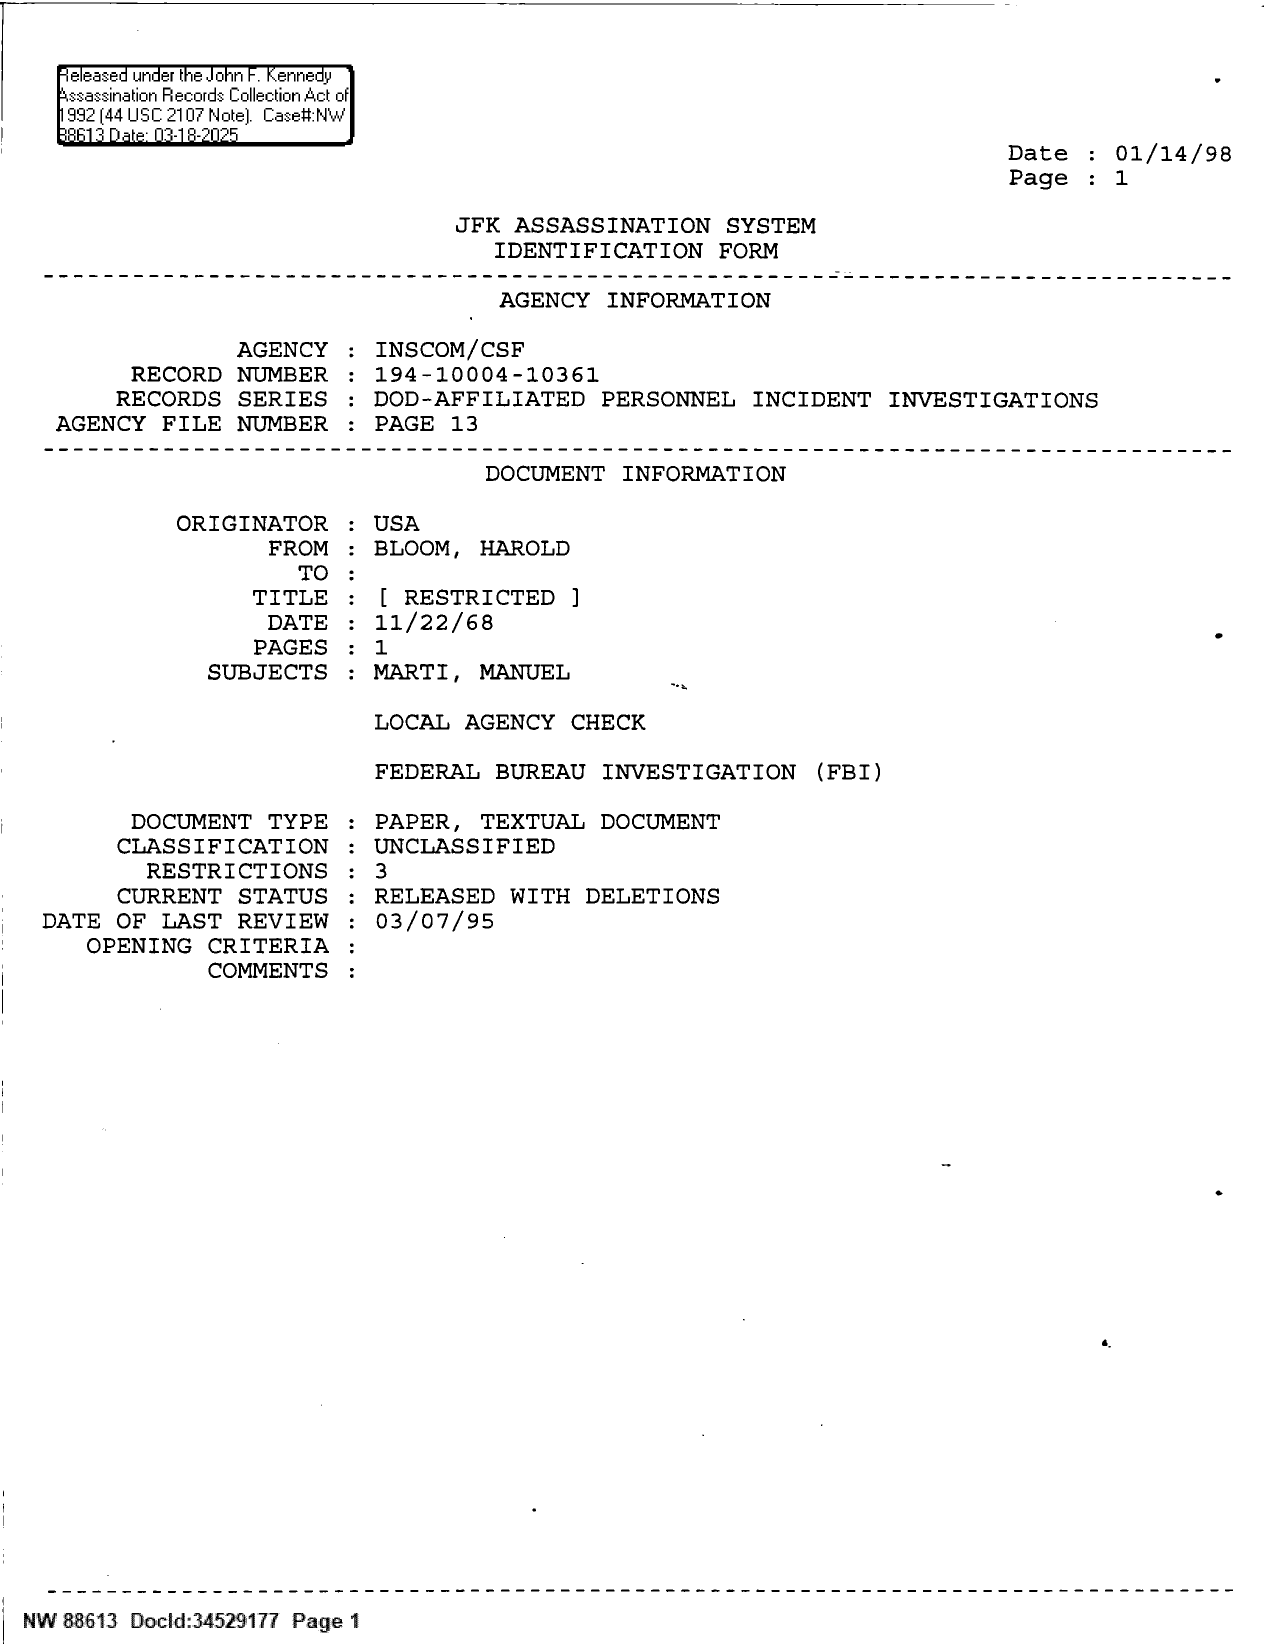 Released under the John F. Kennedy
Assassination Records Collection Act of
1992 (44 USC 2107 Note). Case#:NW
88613 Date: 03-18-2025
Date : 01/14/98
Page : 1
JFK ASSASSINATION SYSTEM
IDENTIFICATION FORM
AGENCY INFORMATION
AGENCY : INSCOM/CSF
RECORD NUMBER : 194-10004-10361
RECORDS SERIES : DOD-AFFILIATED PERSONNEL INCIDENT INVESTIGATIONS
AGENCY FILE NUMBER : PAGE 13
DOCUMENT INFORMATION
ORIGINATOR : USA
FROM : BLOOM, HAROLD
TO :
TITLE : [ RESTRICTED ]
DATE : 11/22/68
PAGES : 1
SUBJECTS : MARTI, MANUEL
LOCAL AGENCY CHECK
FEDERAL BUREAU INVESTIGATION (FBI)
DOCUMENT TYPE : PAPER, TEXTUAL DOCUMENT
CLASSIFICATION : UNCLASSIFIED
RESTRICTIONS : 3
CURRENT STATUS : RELEASED WITH DELETIONS
DATE OF LAST REVIEW : 03/07/95
OPENING CRITERIA :
COMMENTS :
NW 88613 DocId:34529177 Page 1